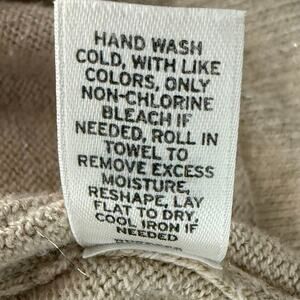 HAND WASH
COLD, WITH LIKE
COLORS, ONLY
NON-CHLORINE
BLEACH IF
NEEDED, ROLL IN
TOWEL TO
REMOVE EXCESS
MOISTURE,
RESHAPE, LAY
FLAT TO DRY,
COOL IRON IF
NEEDED